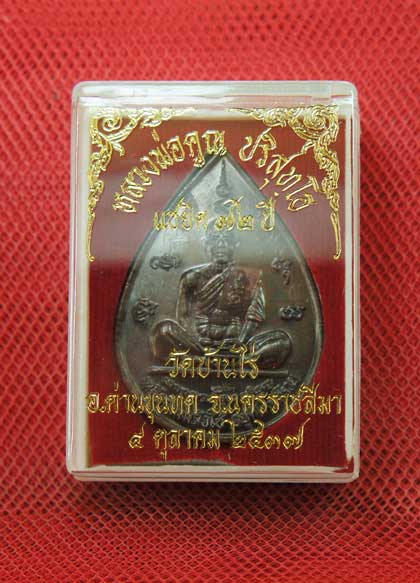 หลวงพ่อคูณ ปริสุทฺโธ
แซยิด ๗๒ ปี
วัดบ้านไร่
อ.ด่านขุนทด จ.นครราชสีมา
๔ ตุลาคม ๒๕๓๗